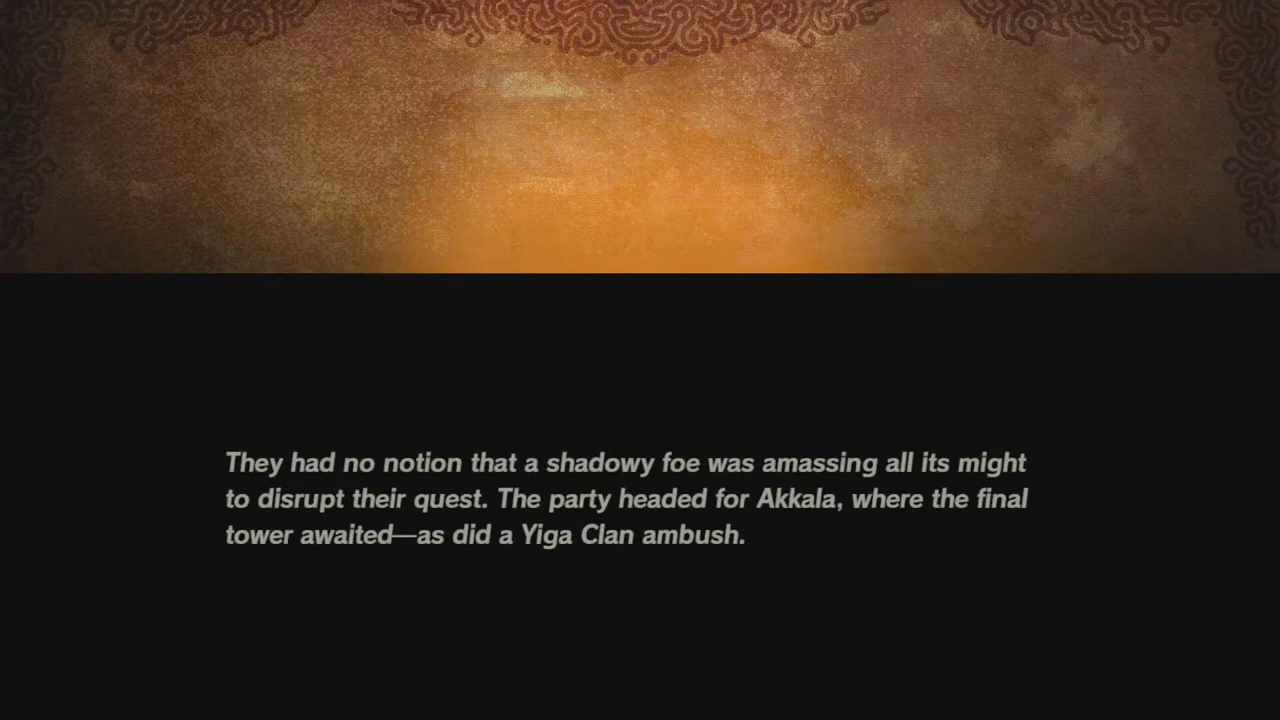 They had no notion that a shadowy foe was amassing all its might
to disrupt their quest. The party headed for Akkala, where the final
tower awaited—as did a Yiga Clan ambush.